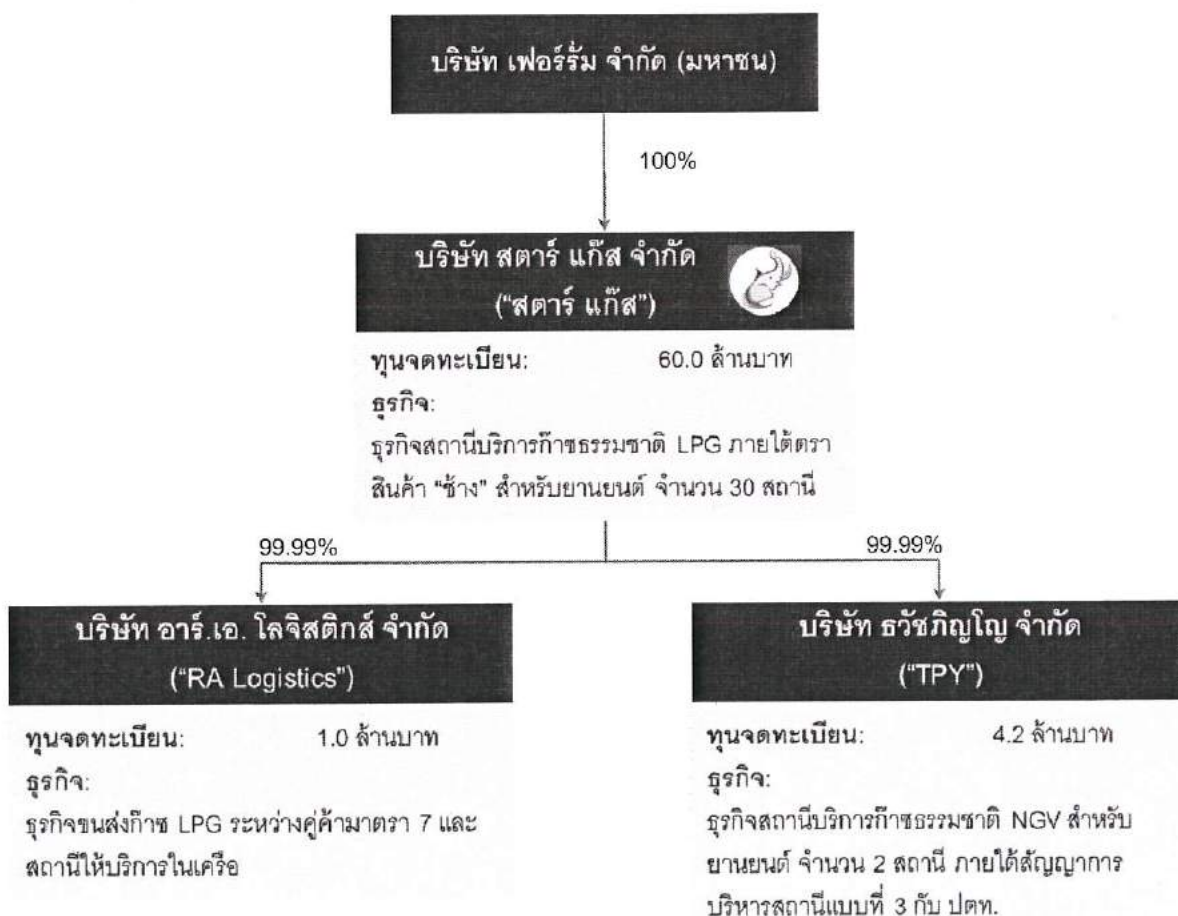 บริษัท เฟอร์รั่ม จำกัด (มหาชน)
100%
บริษัท สตาร์ แก๊ส จำกัด
("สตาร์ แก๊ส")
ทุนจดทะเบียน: 60.0 ล้านบาท
ธุรกิจ:
ธุรกิจสถานีบริการก๊าซธรรมชาติ LPG ภายใต้ตรา
สินค้า "ช้าง" สำหรับยานยนต์ จำนวน 30 สถานี
99.99%
99.99%
บริษัท อาร์.เอ. โลจิสติกส์ จำกัด
("RA Logistics")
ทุนจดทะเบียน: 1.0 ล้านบาท
ธุรกิจ:
ธุรกิจขนส่งก๊าซ LPG ระหว่างคู่ค้ามาตรา 7 และ
สถานีให้บริการในเครือ
บริษัท ธวัชภิญโญ จำกัด
("TPY")
ทุนจดทะเบียน: 4.2 ล้านบาท
ธุรกิจ:
ธุรกิจสถานีบริการก๊าซธรรมชาติ NGV สำหรับ
ยานยนต์ จำนวน 2 สถานี ภายใต้สัญญาการ
บริหารสถานีแบบที่ 3 กับ ปตท.